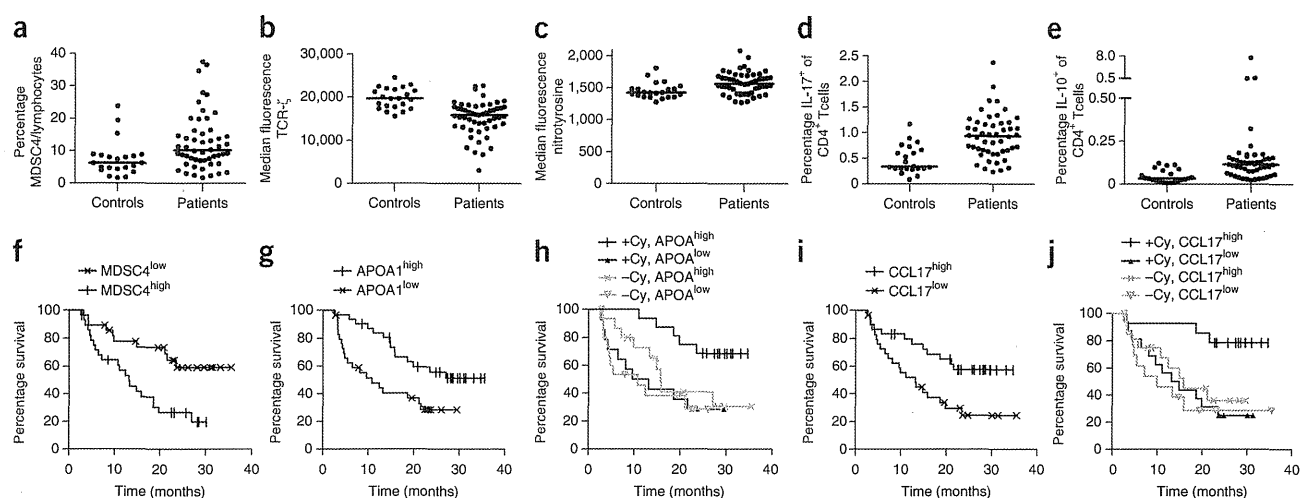 a
Percentage
MDSC4/lymphocytes
40
30
20
10
0
Controls
Patients
b
Median fluorescence
TCR-ζ
30,000
20,000
10,000
0
Controls
Patients
c
Median fluorescence
nitrotyrosine
2,000
1,500
1,000
500
0
Controls
Patients
d
Percentage IL-17⁺ of
CD4⁺ Tcells
2.5
2.0
1.5
1.0
0.5
0
Controls
Patients
e
Percentage IL-10⁺ of
CD4⁺ Tcells
8.0
0.5
0.50
0.25
0
Controls
Patients
f
MDSC4low
MDSC4high
Percentage survival
100
80
60
40
20
0
0 10 20 30 40
Time (months)
g
APOA1high
APOA1low
Percentage survival
100
80
60
40
20
0
0 10 20 30 40
Time (months)
h
+Cy, APOAhigh
+Cy, APOAlow
–Cy, APOAhigh
–Cy, APOAlow
Percentage survival
100
80
60
40
20
0
0 10 20 30 40
Time (months)
i
CCL17high
CCL17low
Percentage survival
100
80
60
40
20
0
0 10 20 30 40
Time (months)
j
+Cy, CCL17high
+Cy, CCL17low
–Cy, CCL17high
–Cy, CCL17low
Percentage survival
100
80
60
40
20
0
0 10 20 30 40
Time (months)